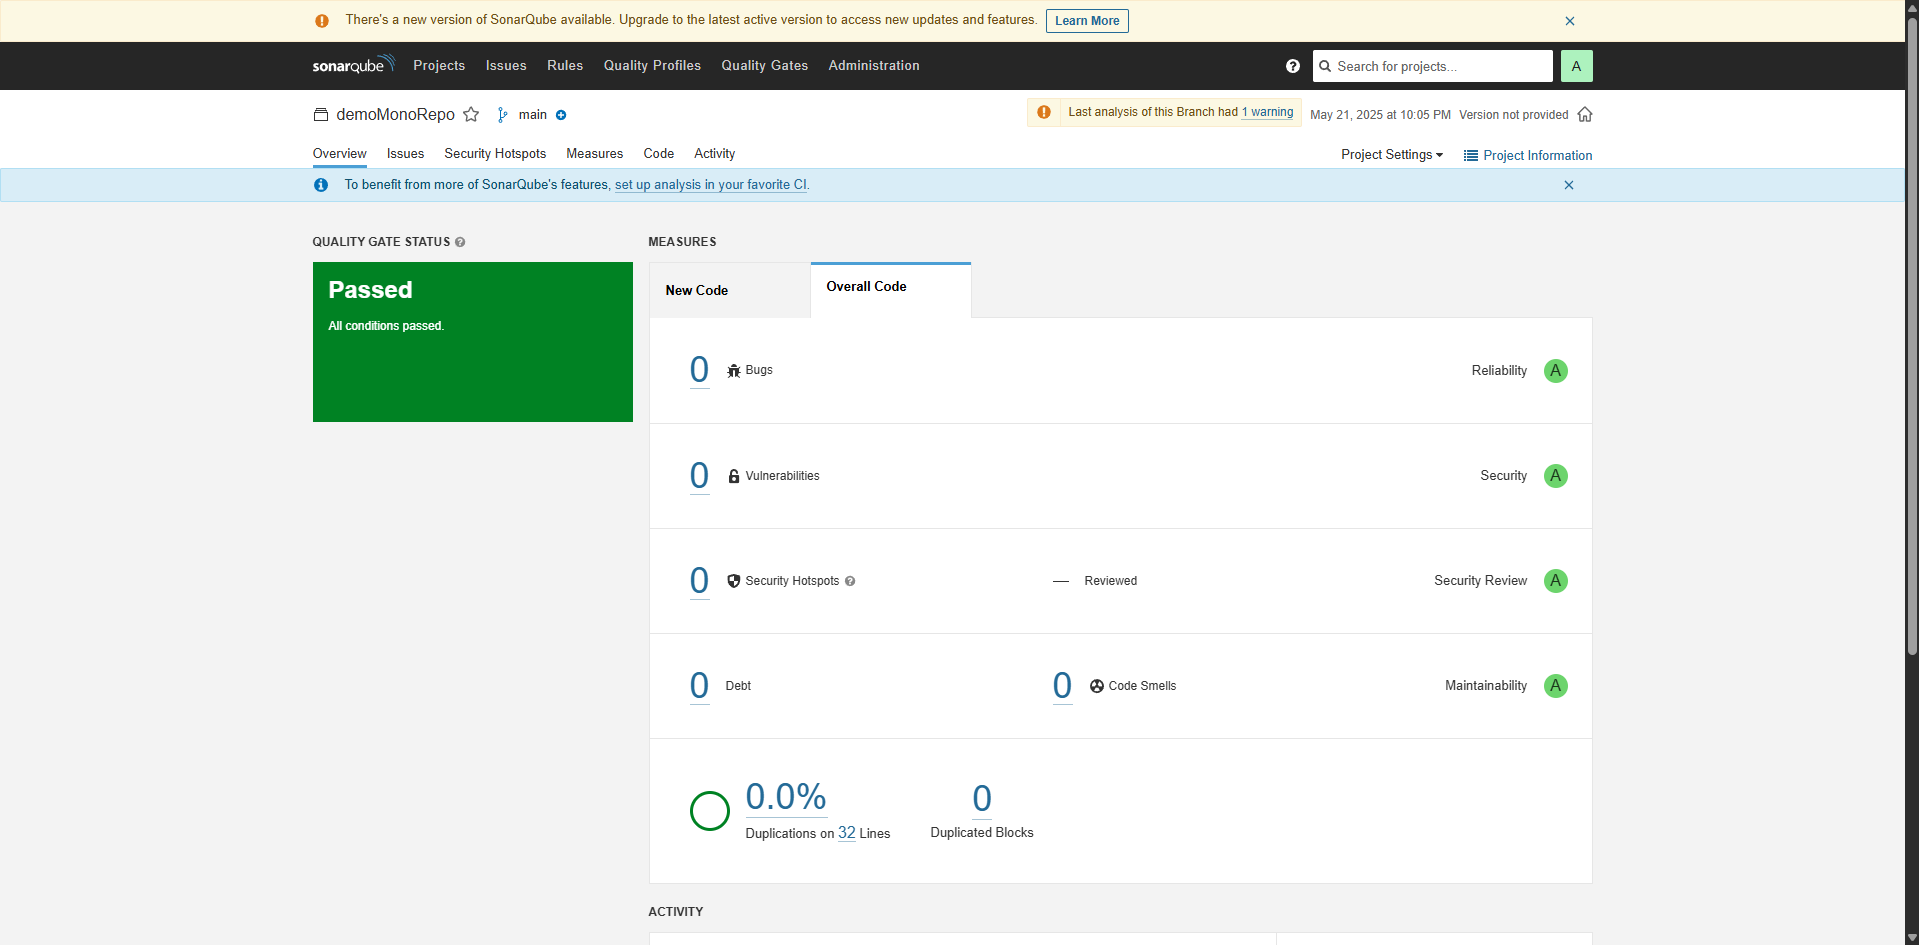 There's a new version of SonarQube available. Upgrade to the latest active version to access new updates and features. Learn More
sonarqube Projects Issues Rules Quality Profiles Quality Gates Administration Search for projects... A
demoMonoRepo main Last analysis of this Branch had 1 warning May 21, 2025 at 10:05 PM Version not provided
Overview Issues Security Hotspots Measures Code Activity Project Settings Project Information
To benefit from more of SonarQube's features, set up analysis in your favorite CI.
QUALITY GATE STATUS
Passed
All conditions passed.
MEASURES
New Code Overall Code
0 Bugs Reliability A
0 Vulnerabilities Security A
0 Security Hotspots — Reviewed Security Review A
0 Debt 0 Code Smells Maintainability A
0.0% 0
Duplications on 32 Lines Duplicated Blocks
ACTIVITY